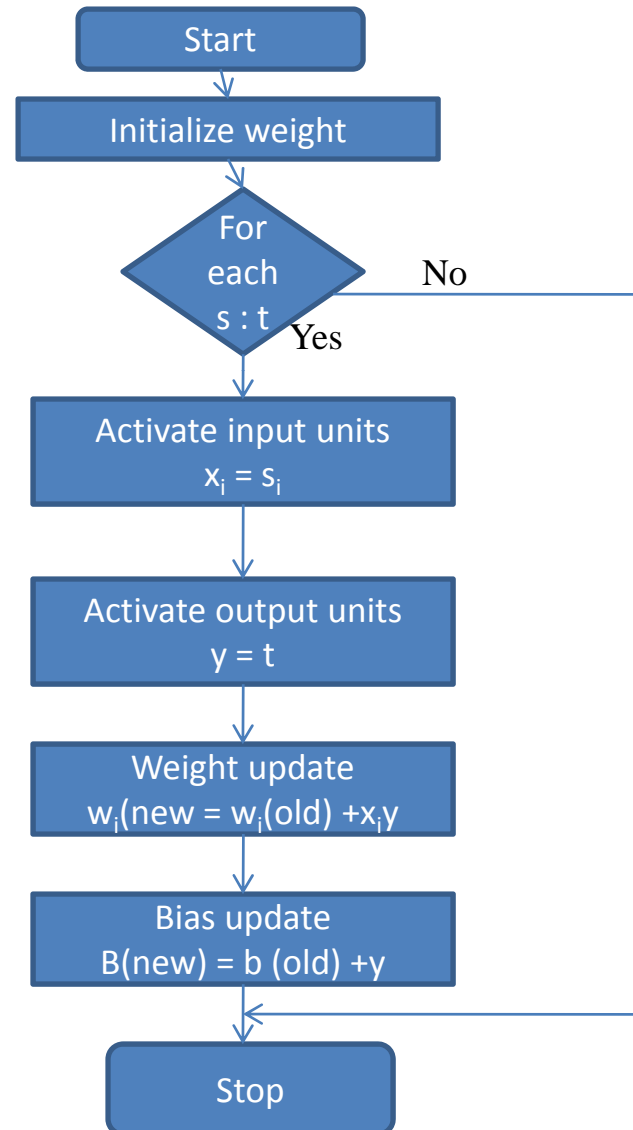 Start
Initialize weight
For
each
s : t
No
Yes
Activate input units
xᵢ = sᵢ
Activate output units
y = t
Weight update
wᵢ(new = wᵢ(old) +xᵢy
Bias update
B(new) = b (old) +y
Stop